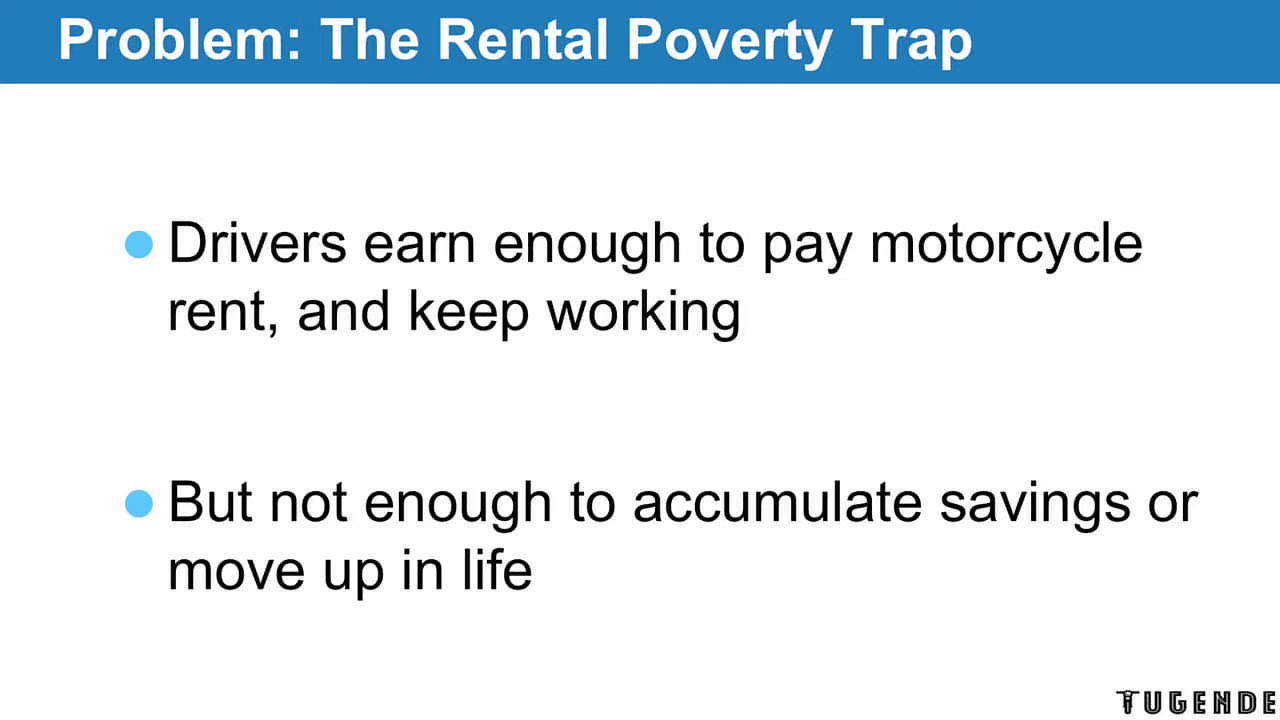 Problem: The Rental Poverty Trap
Drivers earn enough to pay motorcycle
rent, and keep working
But not enough to accumulate savings or
move up in life
TUGENDE